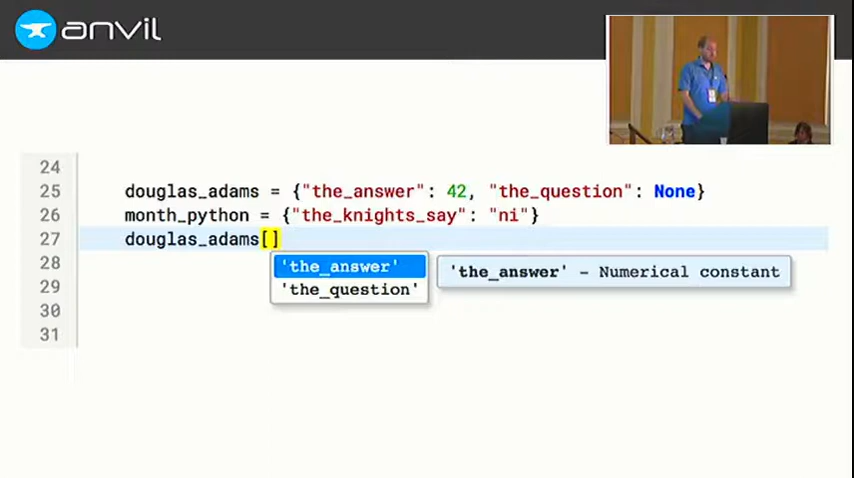 anvil
24
25 douglas_adams = {"the_answer": 42, "the_question": None}
26 month_python = {"the_knights_say": "ni"}
27 douglas_adams[]
28 'the_answer' 'the_answer' - Numerical constant
29 'the_question'
30
31